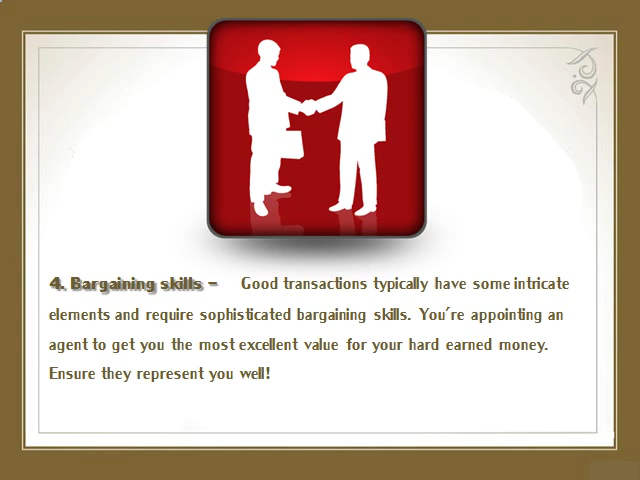 4. Bargaining skills – Good transactions typically have some intricate
elements and require sophisticated bargaining skills. You're appointing an
agent to get you the most excellent value for your hard earned money.
Ensure they represent you well!